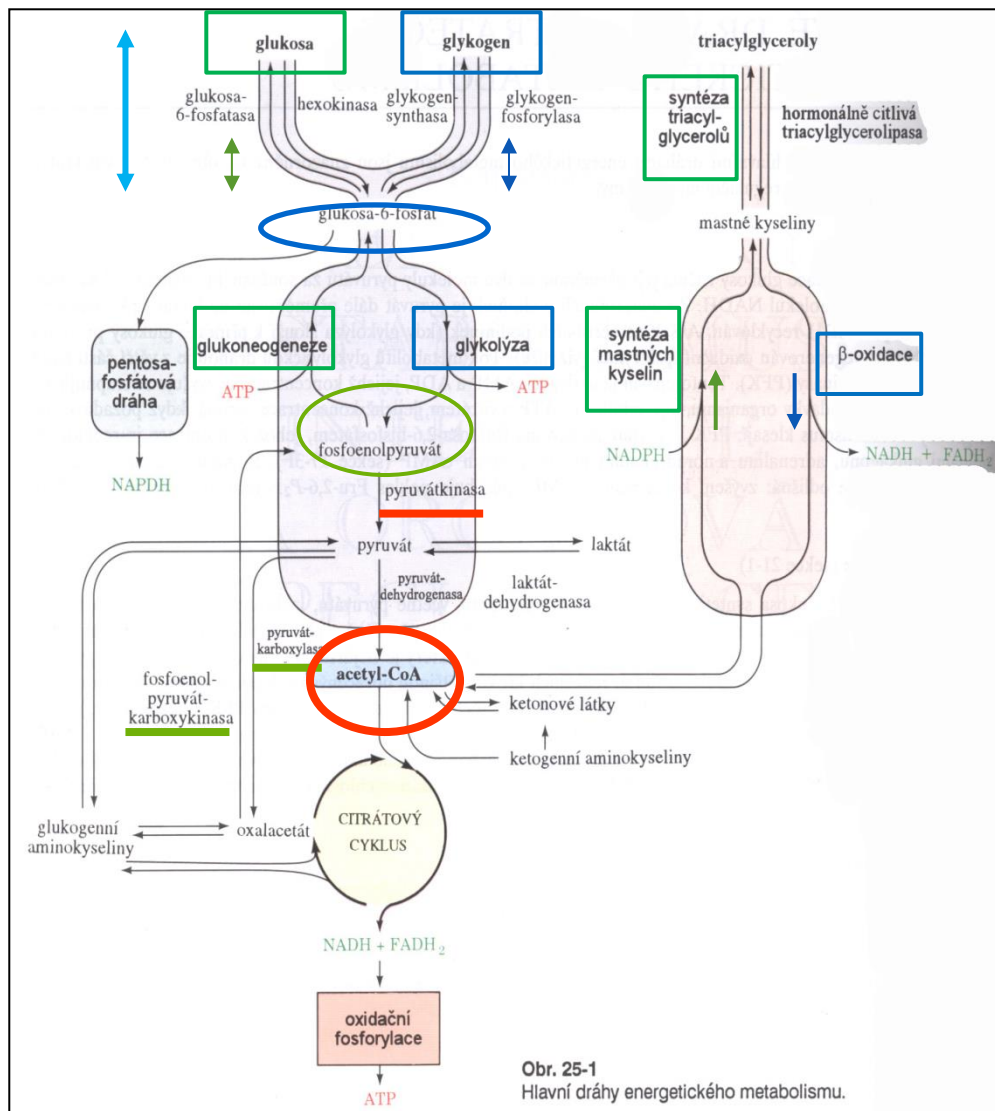 glukosa
glykogen
triacylglyceroly
glukosa-
6-fosfatasa
hexokinasa
glykogen-
synthasa
glykogen-
fosforylasa
syntéza
triacyl-
glycerolů
hormonálně citlivá
triacylglycerolipasa
glukosa-6-fosfát
mastné kyseliny
pentosa-
fosfátová
dráha
glukoneogeneze
glykolýza
ATP
ATP
syntéza
mastných
kyselin
β-oxidace
fosfoenolpyruvát
NAPDH
NADPH
NADH + FADH2
pyruvátkinasa
pyruvát
laktát
pyruvát-
dehydrogenasa
laktát-
dehydrogenasa
pyruvát-
karboxylasa
acetyl-CoA
fosfoenol-
pyruvát-
karboxykinasa
ketonové látky
ketogenní aminokyseliny
glukogenní
aminokyseliny
oxalacetát
CITRÁTOVÝ
CYKLUS
NADH + FADH2
oxidační
fosforylace
ATP
Obr. 25-1
Hlavní dráhy energetického metabolismu.